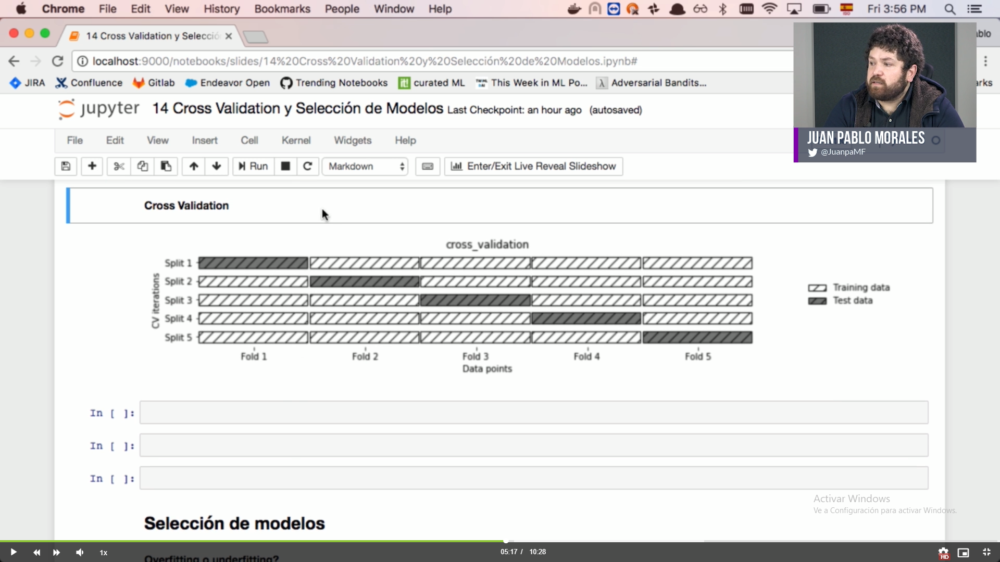 Chrome File Edit View History Bookmarks People Window Help
Fri 3:56 PM
14 Cross Validation y Selecció
ablo
localhost:9000/notebooks/slides/14%20Cross%20Validation%20y%20Selección%20de%20Modelos.ipynb#
JIRA Confluence Gitlab Endeavor Open Trending Notebooks it! curated ML This Week in ML Po... λ Adversarial Bandits...
arks
jupyter 14 Cross Validation y Selección de Modelos Last Checkpoint: an hour ago (autosaved)
JUAN PABLO MORALES
@JuanpaMF
File Edit View Insert Cell Kernel Widgets Help
Run Markdown Enter/Exit Live Reveal Slideshow
Cross Validation
cross_validation
CV iterations
Split 1
Split 2
Split 3
Split 4
Split 5
Training data
Test data
Fold 1 Fold 2 Fold 3 Fold 4 Fold 5
Data points
In [ ]:
In [ ]:
In [ ]:
Activar Windows
Ve a Configuración para activar Windows.
Selección de modelos
Overfitting o underfitting?
1x
05:17 / 10:28
HD